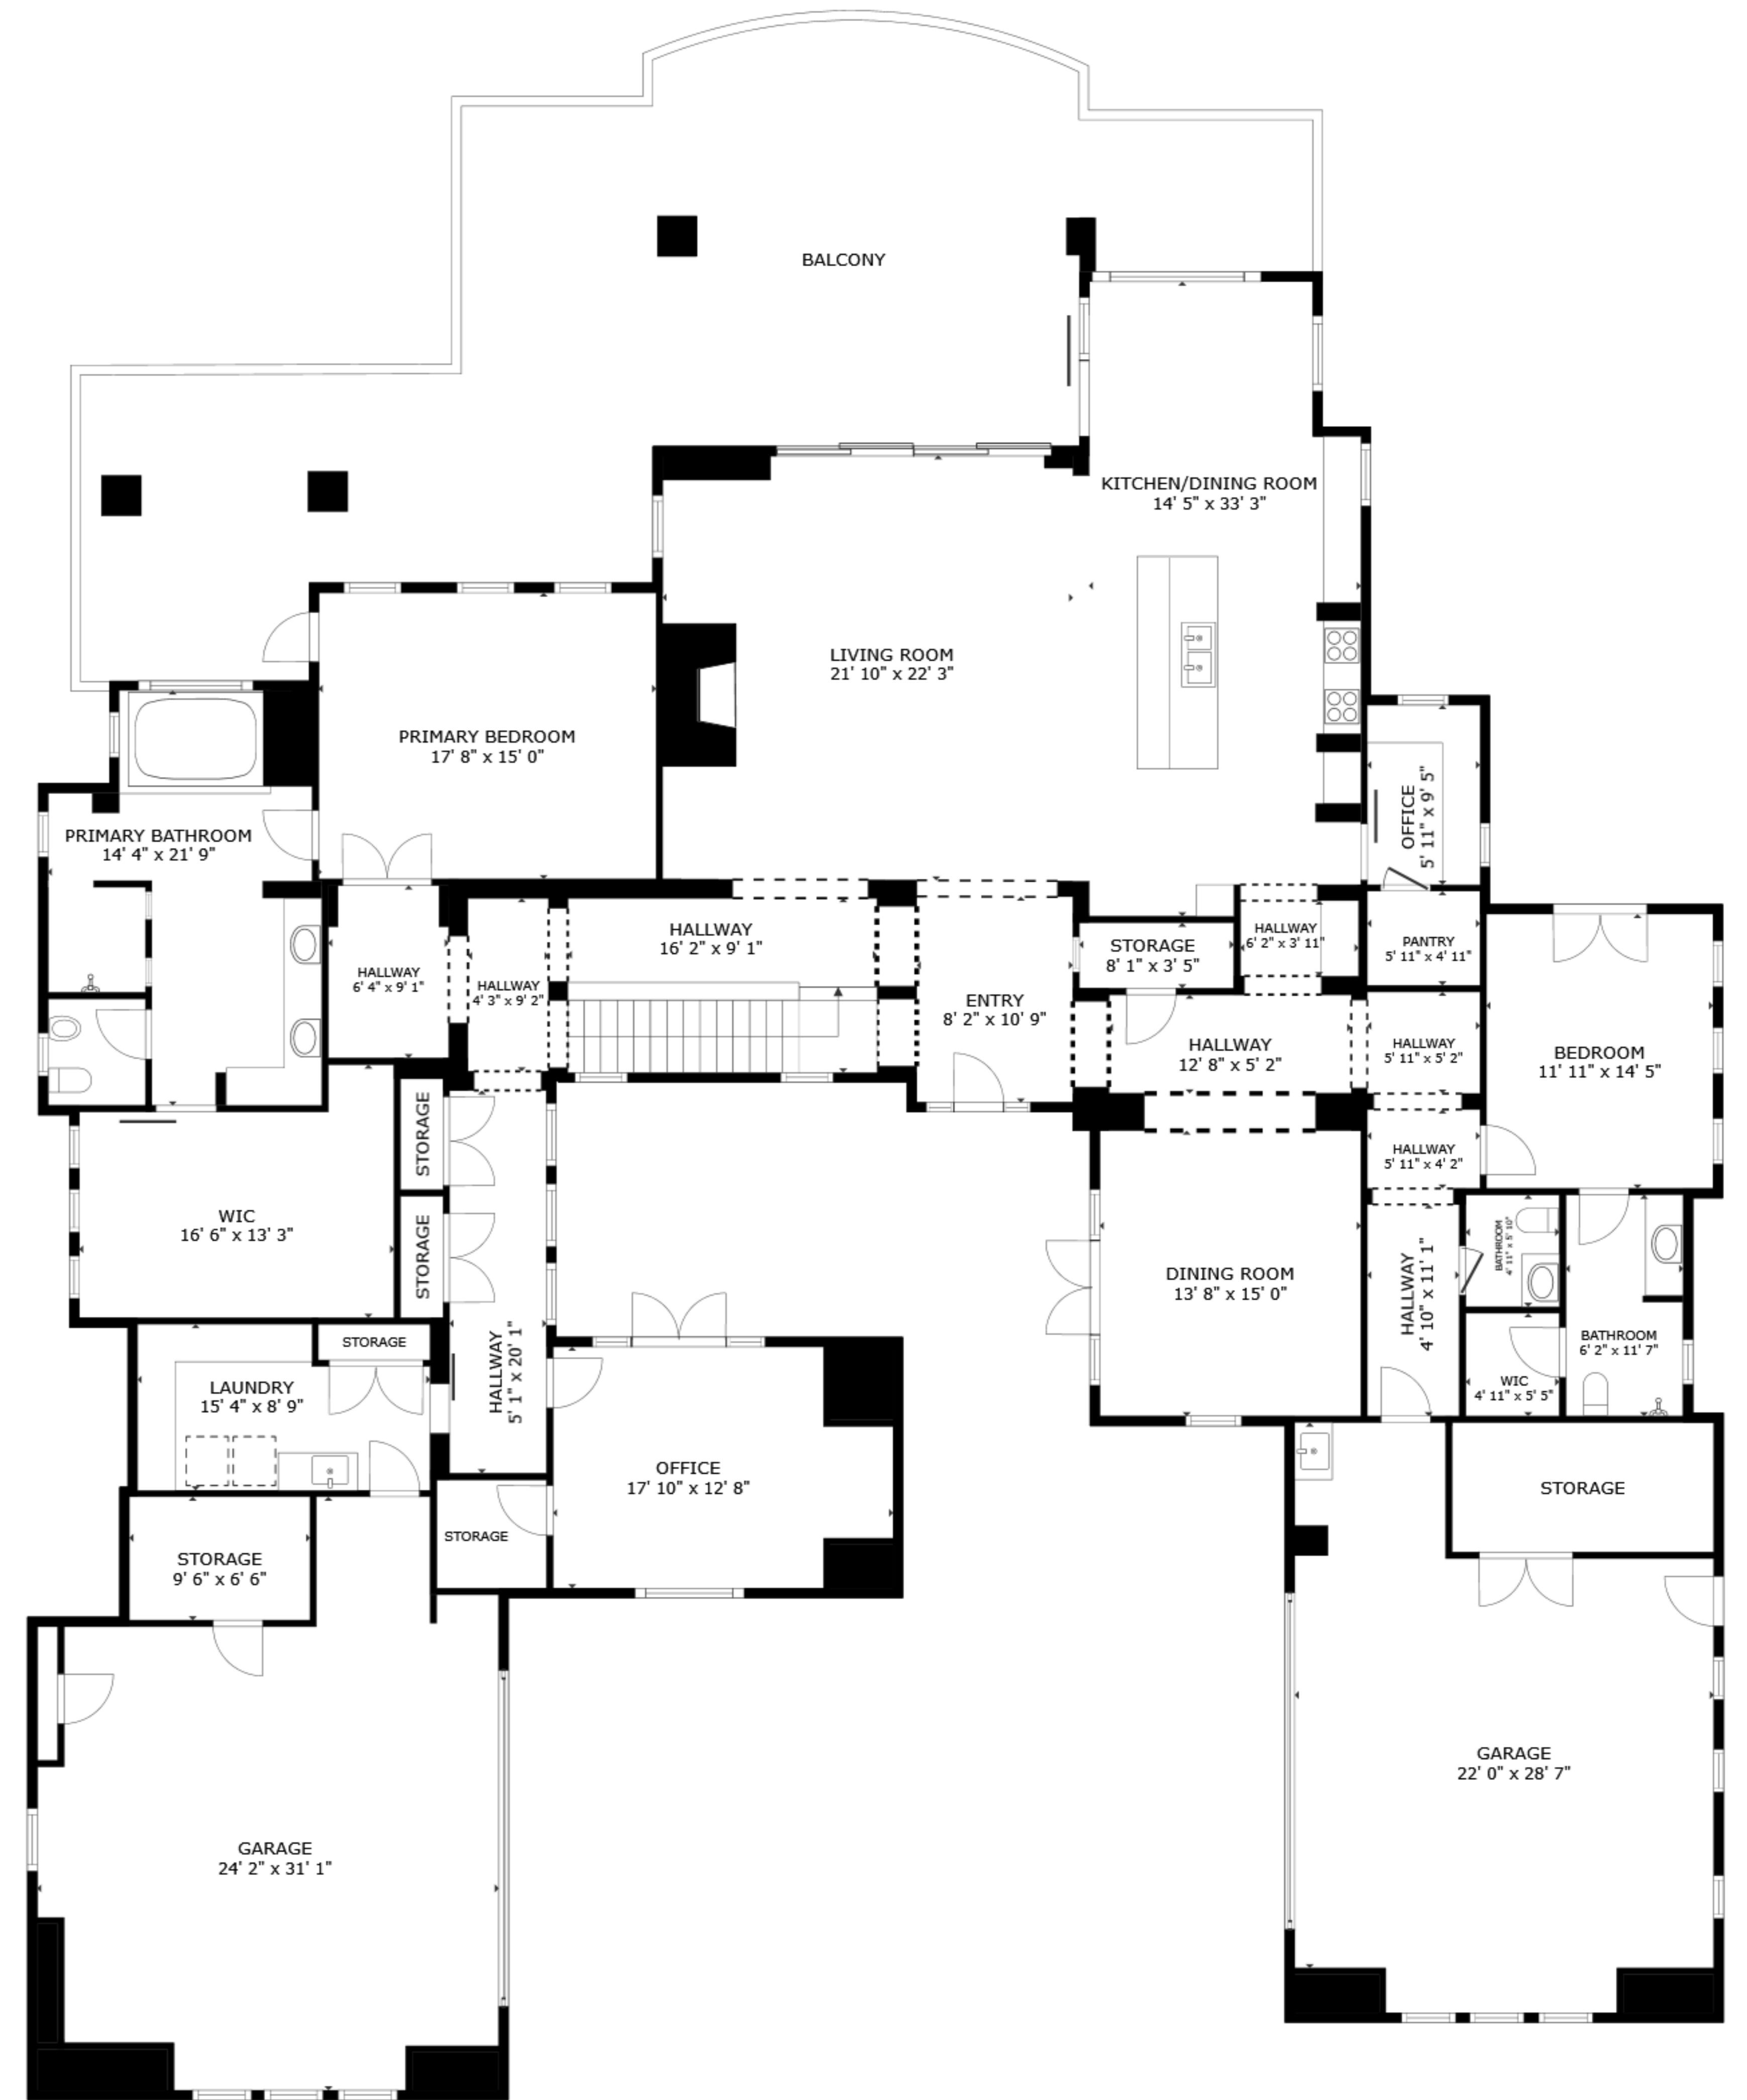 BALCONY
KITCHEN/DINING ROOM
14' 5" x 33' 3"
LIVING ROOM
21' 10" x 22' 3"
PRIMARY BEDROOM
17' 8" x 15' 0"
OFFICE
5' 11" x 9' 5"
PRIMARY BATHROOM
14' 4" x 21' 9"
HALLWAY
16' 2" x 9' 1"
HALLWAY
6' 2" x 3' 11"
STORAGE
8' 1" x 3' 5"
PANTRY
5' 11" x 4' 11"
HALLWAY
6' 4" x 9' 1"
HALLWAY
4' 3" x 9' 2"
ENTRY
8' 2" x 10' 9"
HALLWAY
12' 8" x 5' 2"
HALLWAY
5' 11" x 5' 2"
BEDROOM
11' 11" x 14' 5"
STORAGE
HALLWAY
5' 11" x 4' 2"
WIC
16' 6" x 13' 3"
STORAGE
BATHROOM
4' 11" x 5' 10"
DINING ROOM
13' 8" x 15' 0"
HALLWAY
4' 10" x 11' 1"
STORAGE
BATHROOM
6' 2" x 11' 7"
HALLWAY
5' 1" x 20' 1"
LAUNDRY
15' 4" x 8' 9"
WIC
4' 11" x 5' 5"
OFFICE
17' 10" x 12' 8"
STORAGE
STORAGE
STORAGE
9' 6" x 6' 6"
GARAGE
22' 0" x 28' 7"
GARAGE
24' 2" x 31' 1"